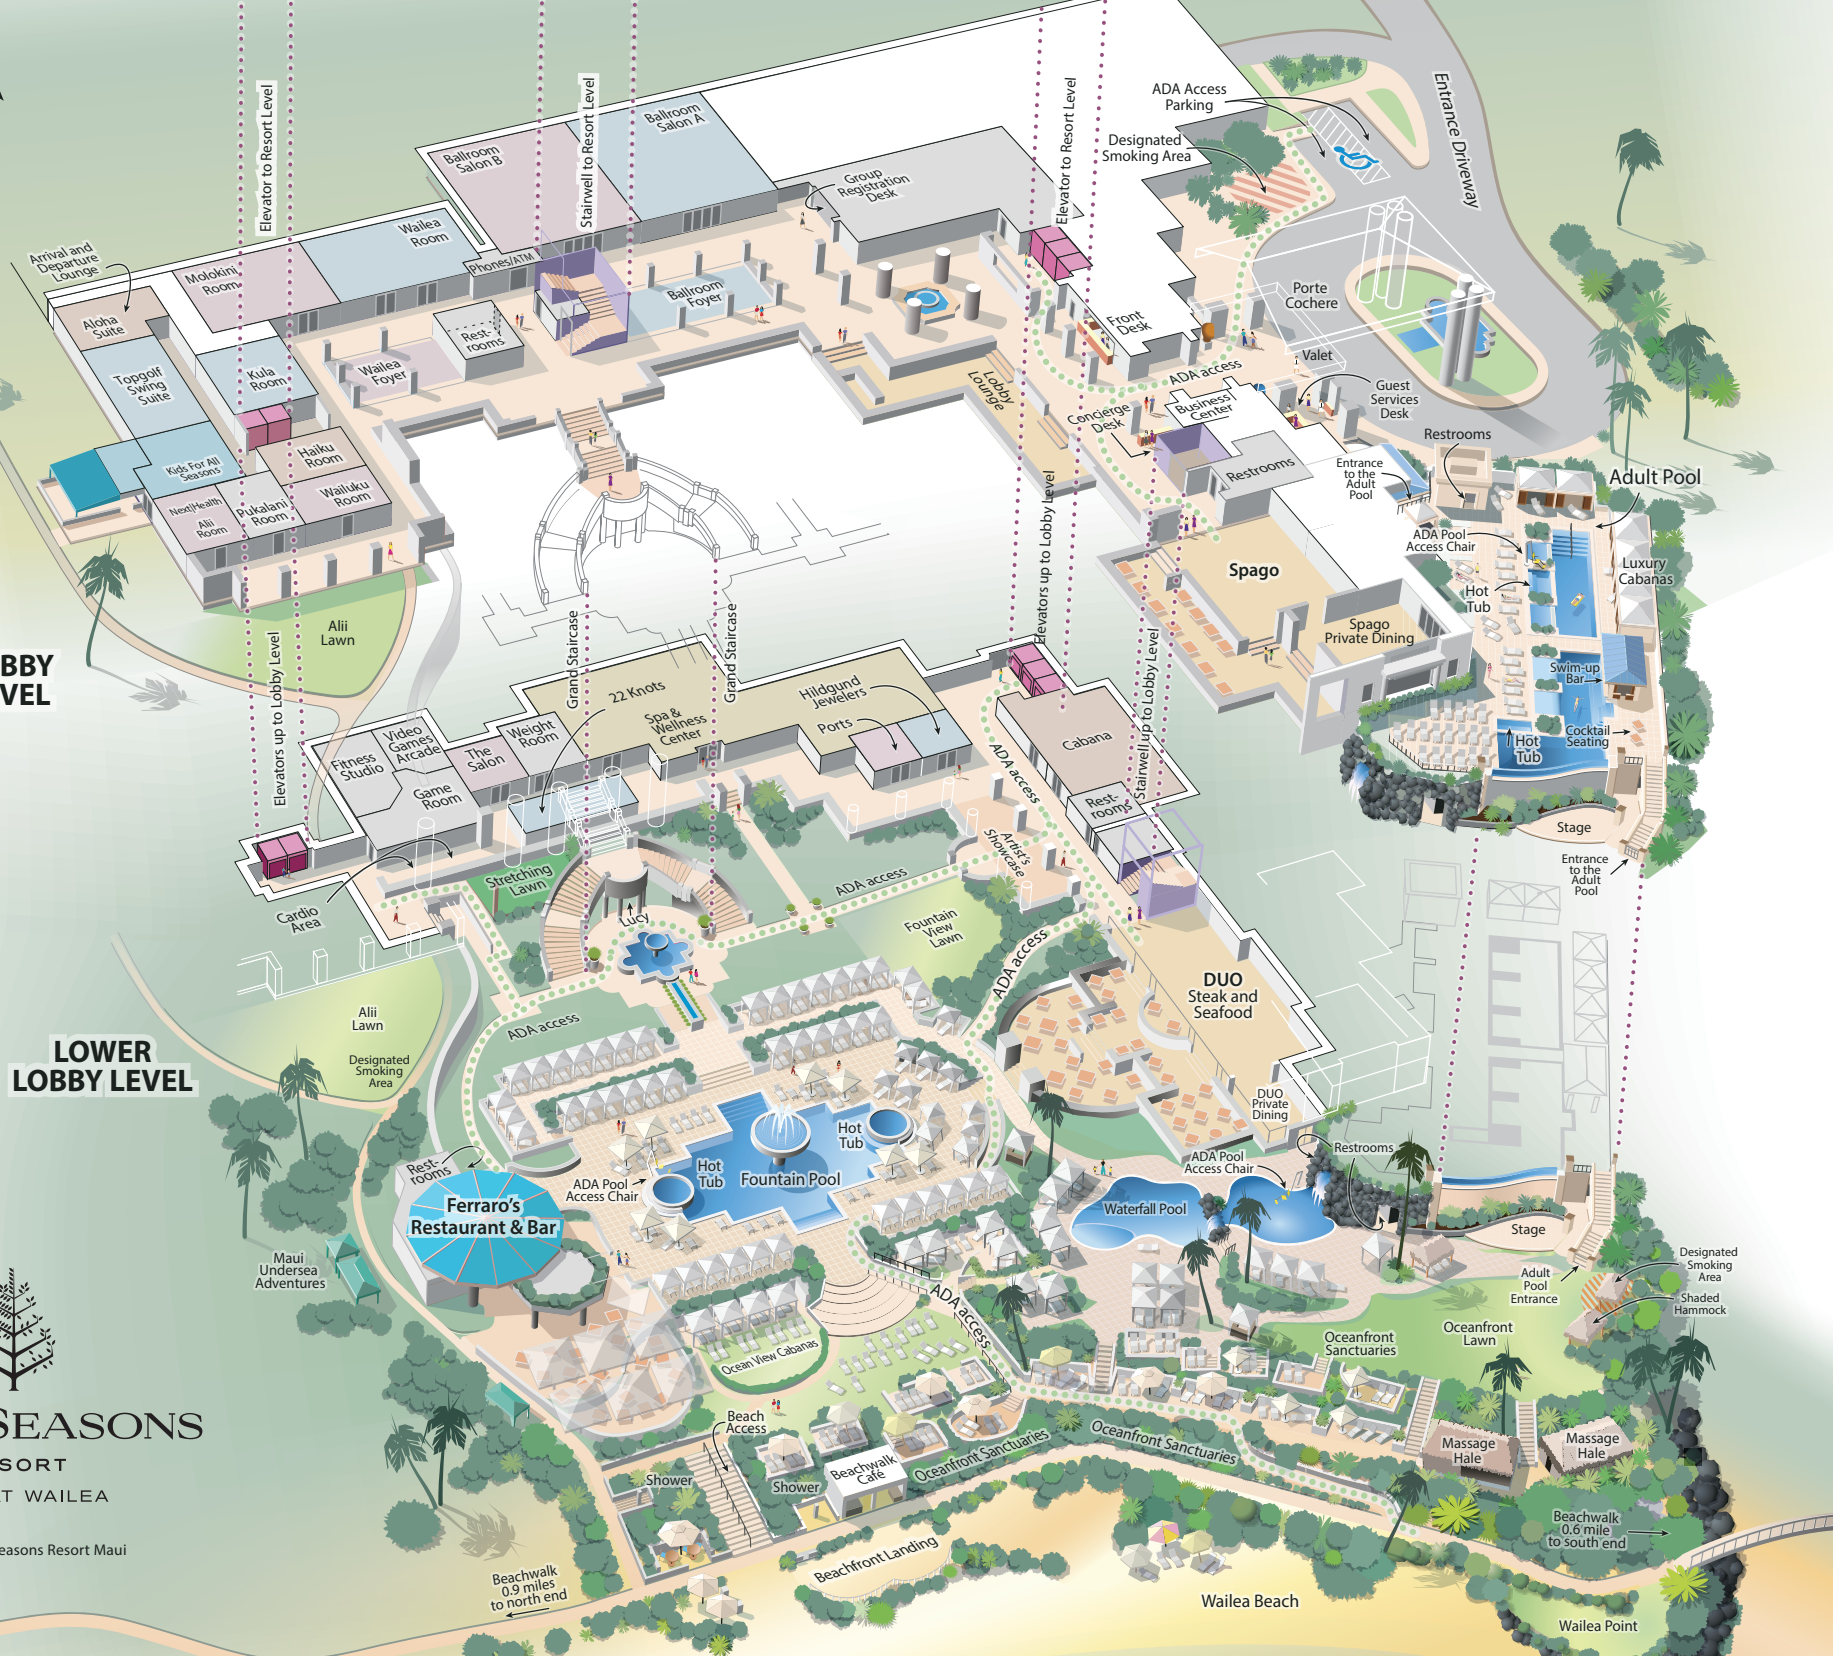 Elevator to Resort Level
Stairwell to Resort Level
Elevator to Resort Level
ADA Access
Parking
Entrance Driveway
Designated
Smoking Area
Ballroom
Salon A
Ballroom
Salon B
Group
Registration
Desk
Wailea
Room
Phones/ATM
Molokini
Room
Arrival and
Departure
Lounge
Aloha
Suite
Topgolf
Swing
Suite
Kula
Room
Rest-
rooms
Wailea
Foyer
Ballroom
Foyer
Lobby
Lounge
Front
Desk
Porte
Cochere
Valet
ADA access
Guest
Services
Desk
Concierge
Desk
Business
Center
Restrooms
Restrooms
Entrance
to the
Adult
Pool
Adult Pool
ADA Pool
Access Chair
Luxury
Cabanas
Hot
Tub
Swim-up
Bar
Cocktail
Seating
Hot
Tub
Stage
Entrance
to the
Adult
Pool
Kids For All
Seasons
Haiku
Room
Next|Health
Alii
Room
Pukalani
Room
Wailuku
Room
Alii
Lawn
Spago
Spago
Private Dining
OBBY
VEL
Elevators up to Lobby Level
Grand Staircase
Grand Staircase
Elevators up to Lobby Level
Stairwell up to Lobby Level
22 Knots
Spa &
Wellness
Center
Hildgund
Jewelers
Ports
Weight
Room
The
Salon
Video
Games
Arcade
Fitness
Studio
Game
Room
Cabana
Rest-
rooms
ADA access
Artist's
Showcase
Stretching
Lawn
Cardio
Area
Lucy
ADA access
Fountain
View
Lawn
ADA access
DUO
Steak and
Seafood
DUO
Private
Dining
Alii
Lawn
Designated
Smoking
Area
ADA access
LOWER
LOBBY LEVEL
Rest-
rooms
Ferraro's
Restaurant & Bar
ADA Pool
Access Chair
Hot
Tub
Fountain Pool
Hot
Tub
ADA Pool
Access Chair
Restrooms
Waterfall Pool
Stage
Adult
Pool
Entrance
Designated
Smoking
Area
Shaded
Hammock
Maui
Undersea
Adventures
Ocean View Cabanas
ADA access
Oceanfront
Sanctuaries
Oceanfront
Lawn
Beach
Access
Shower
Shower
Beachwalk
Café
Oceanfront Sanctuaries
Oceanfront Sanctuaries
Massage
Hale
Massage
Hale
Beachwalk
0.6 mile
to south end
Beachfront Landing
Beachwalk
0.9 miles
to north end
Wailea Beach
Wailea Point
SEASONS
SORT
AT WAILEA
easons Resort Maui